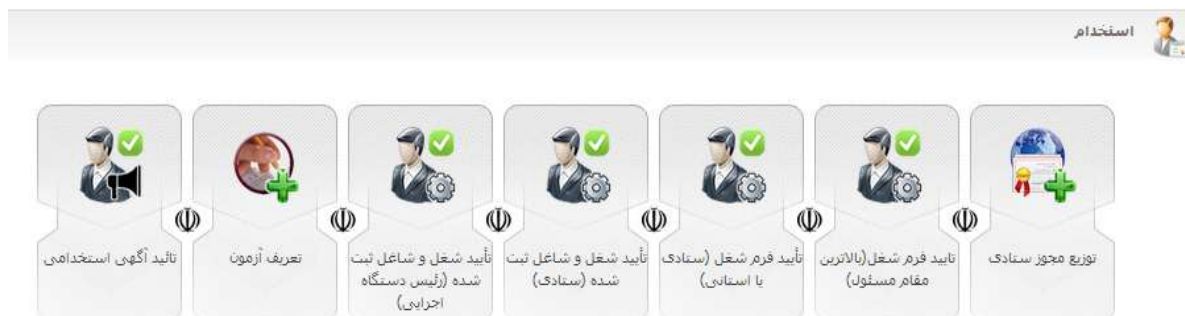 استخدام
توزیع مجوز ستادی
تایید فرم شغل(بالاترین
مقام مسئول)
تأیید فرم شغل (ستادی
یا استانی)
تأیید شغل و شاغل ثبت
شده (ستادی)
تأیید شغل و شاغل ثبت
شده (رئیس دستگاه
اجرایی)
تعریف آزمون
تائید آگهی استخدامی